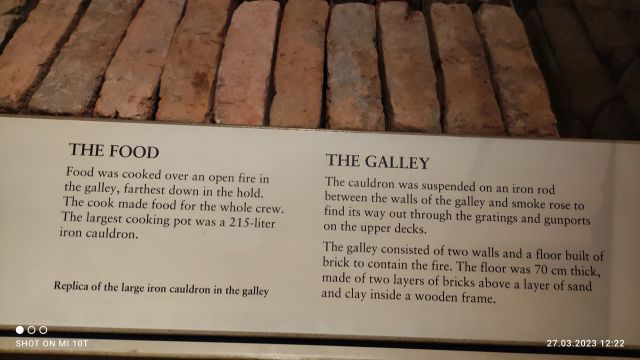 THE FOOD
Food was cooked over an open fire in
the galley, farthest down in the hold.
The cook made food for the whole crew.
The largest cooking pot was a 215-liter
iron cauldron.
Replica of the large iron cauldron in the galley
THE GALLEY
The cauldron was suspended on an iron rod
between the walls of the galley and smoke rose to
find its way out through the gratings and gunports
on the upper decks.
The galley consisted of two walls and a floor built of
brick to contain the fire. The floor was 70 cm thick,
made of two layers of bricks above a layer of sand
and clay inside a wooden frame.
SHOT ON MI 10T
27.03.2023 12:22